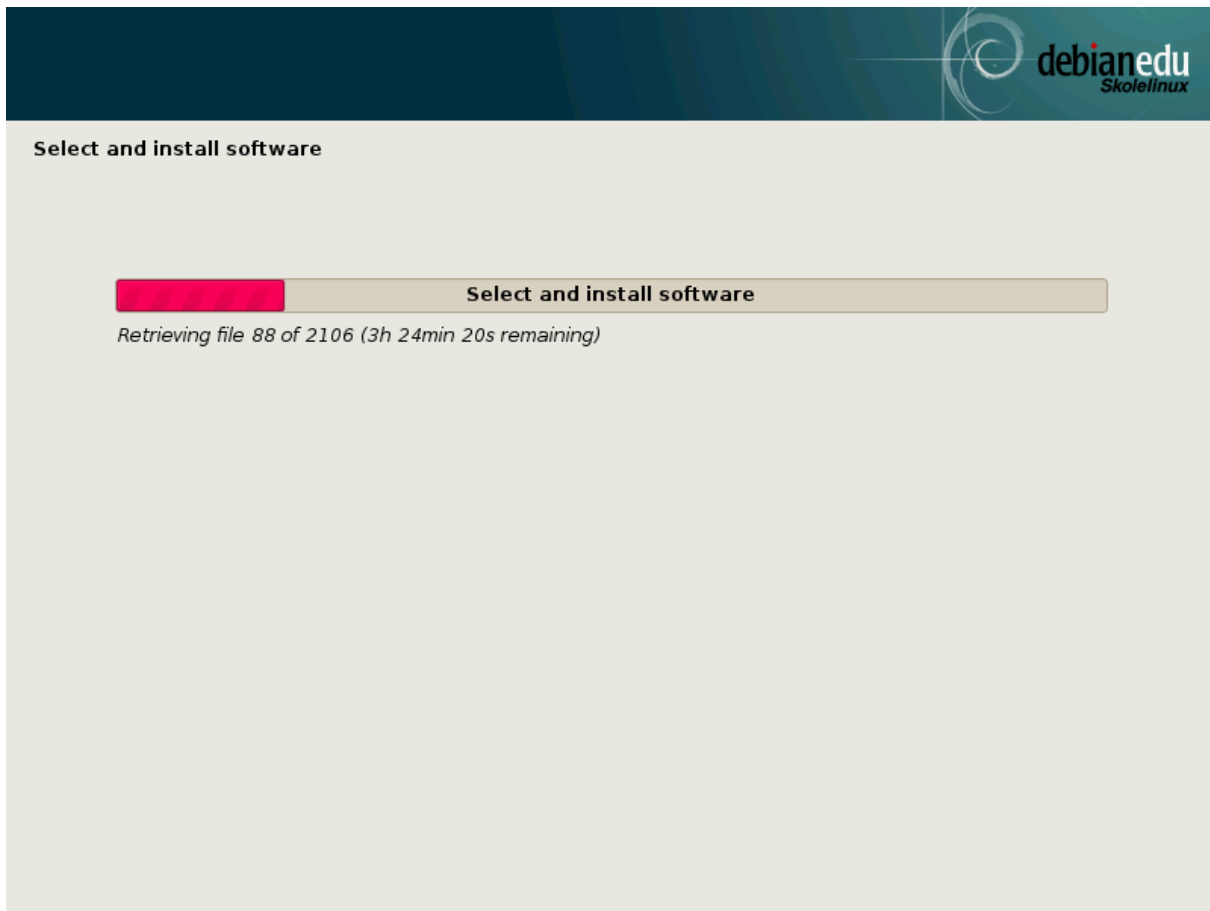 debianedu
Skolelinux
Select and install software
Select and install software
Retrieving file 88 of 2106 (3h 24min 20s remaining)